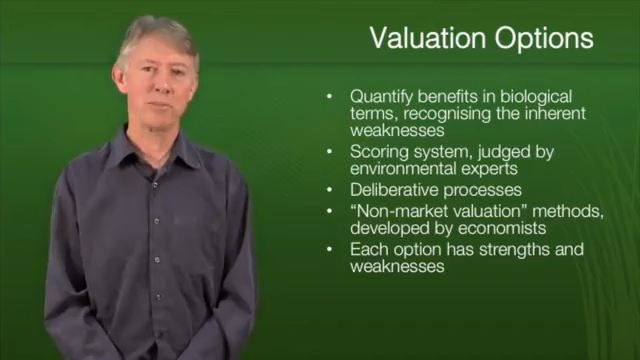 Valuation Options
• Quantify benefits in biological
terms, recognising the inherent
weaknesses
• Scoring system, judged by
environmental experts
• Deliberative processes
• “Non-market valuation” methods,
developed by economists
• Each option has strengths and
weaknesses